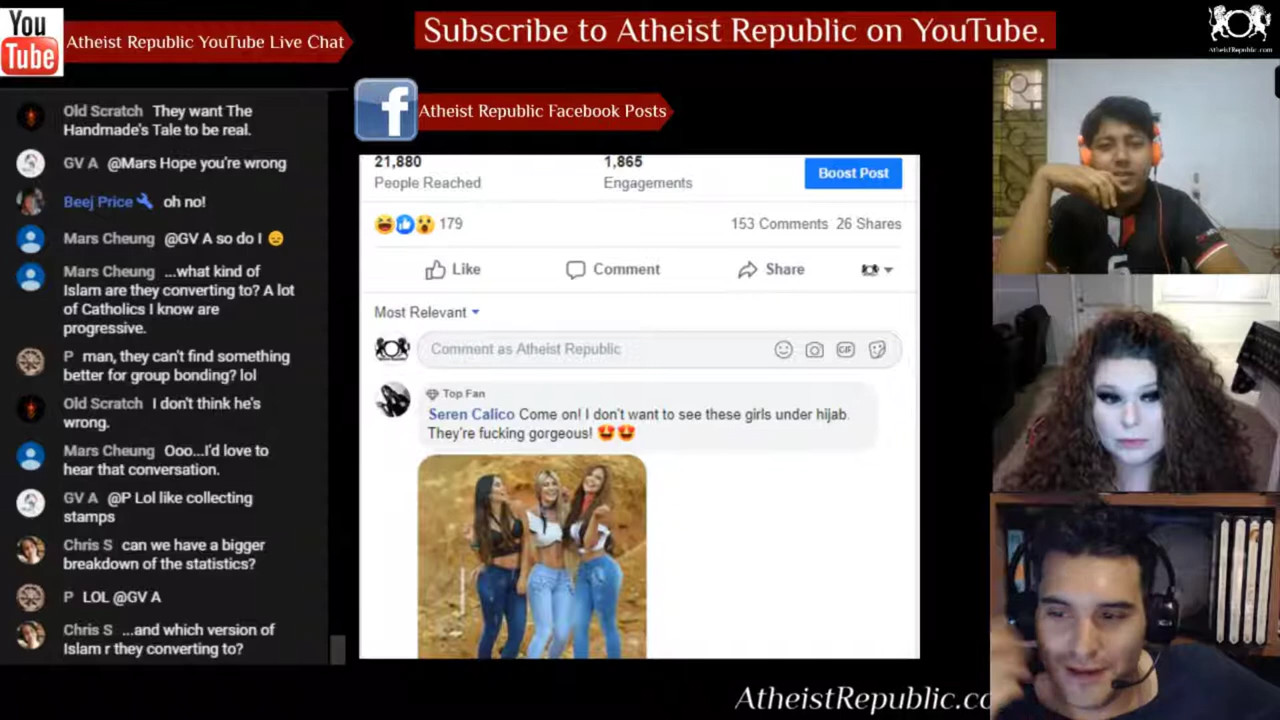 You
Tube
Atheist Republic YouTube Live Chat
Subscribe to Atheist Republic on YouTube.
AtheistRepublic.com
Old Scratch They want The
Handmade's Tale to be real.
GV A @Mars Hope you're wrong
Beej Price oh no!
Mars Cheung @GV A so do I 😔
Mars Cheung ...what kind of
Islam are they converting to? A lot
of Catholics I know are
progressive.
P man, they can't find something
better for group bonding? lol
Old Scratch I don't think he's
wrong.
Mars Cheung Ooo...I'd love to
hear that conversation.
GV A @P Lol like collecting
stamps
Chris S can we have a bigger
breakdown of the statistics?
P LOL @GV A
Chris S ...and which version of
Islam r they converting to?
f
Atheist Republic Facebook Posts
21,880 1,865
People Reached Engagements
Boost Post
179 153 Comments 26 Shares
Like Comment Share
Most Relevant
Comment as Atheist Republic
GIF
Top Fan
Seren Calico Come on! I don't want to see these girls under hijab.
They're fucking gorgeous! 🤩🤩
AtheistRepublic.co